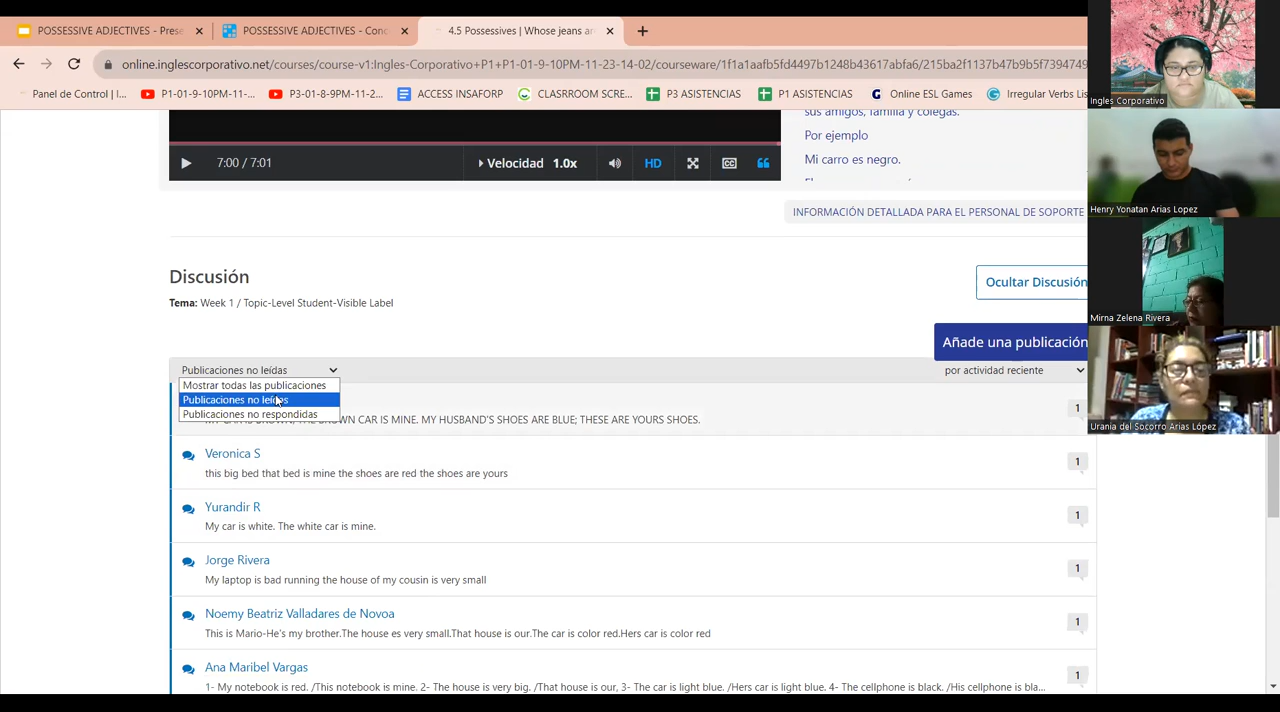 POSSESSIVE ADJECTIVES - Prese
POSSESSIVE ADJECTIVES - Conc
4.5 Possessives | Whose jeans ar
online.inglescorporativo.net/courses/course-v1:Ingles-Corporativo+P1+P1-01-9-10PM-11-23-14-02/courseware/1f1a1aafb5fd4497b1248b43617abfa6/215ba2f1137b47b9b5f7394749
Panel de Control | I...
P1-01-9-10PM-11-...
P3-01-8-9PM-11-2...
ACCESS INSAFORP
CLASRROOM SCRE...
P3 ASISTENCIAS
P1 ASISTENCIAS
Online ESL Games
Irregular Verbs Lis
Ingles Corporativo
sus amigos, familia y colegas.
Por ejemplo
Mi carro es negro.
7:00 / 7:01
Velocidad 1.0x
HD
INFORMACIÓN DETALLADA PARA EL PERSONAL DE SOPORTE
Henry Yonatan Arias Lopez
Discusión
Ocultar Discusión
Tema: Week 1 / Topic-Level Student-Visible Label
Mirna Zelena Rivera
Añade una publicación
Publicaciones no leídas
por actividad reciente
Mostrar todas las publicaciones
Publicaciones no leídas
Publicaciones no respondidas
MY CAR IS BROWN, THE BROWN CAR IS MINE. MY HUSBAND'S SHOES ARE BLUE; THESE ARE YOURS SHOES.
1
Urania del Socorro Arias López
Veronica S
this big bed that bed is mine the shoes are red the shoes are yours
1
Yurandir R
My car is white. The white car is mine.
1
Jorge Rivera
My laptop is bad running the house of my cousin is very small
1
Noemy Beatriz Valladares de Novoa
This is Mario-He's my brother.The house es very small.That house is our.The car is color red.Hers car is color red
1
Ana Maribel Vargas
1- My notebook is red. /This notebook is mine. 2- The house is very big. /That house is our, 3- The car is light blue. /Hers car is light blue. 4- The cellphone is black. /His cellphone is bla...
1